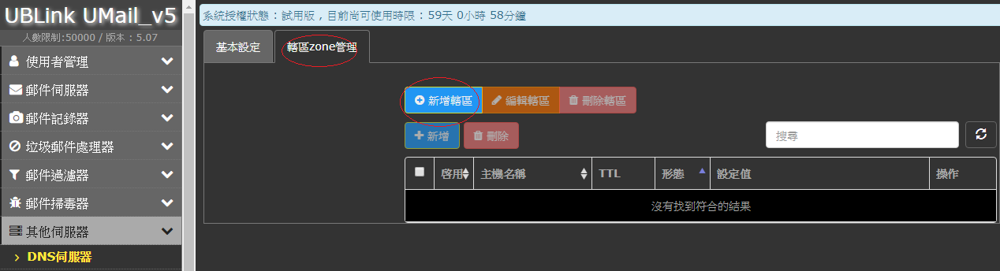 UBLink UMail_v5
人數限制:50000 / 版本 : 5.07
使用者管理
郵件伺服器
郵件記錄器
垃圾郵件處理器
郵件過濾器
郵件掃毒器
其他伺服器
DNS伺服器
系統授權狀態 : 試用版 , 目前尚可使用時限 : 59天 0小時 58分鐘
基本設定 轄區zone管理
新增轄區 編輯轄區 刪除轄區
新增 刪除 搜尋
啓用 主機名稱 TTL 形態 設定值 操作
沒有找到符合的結果